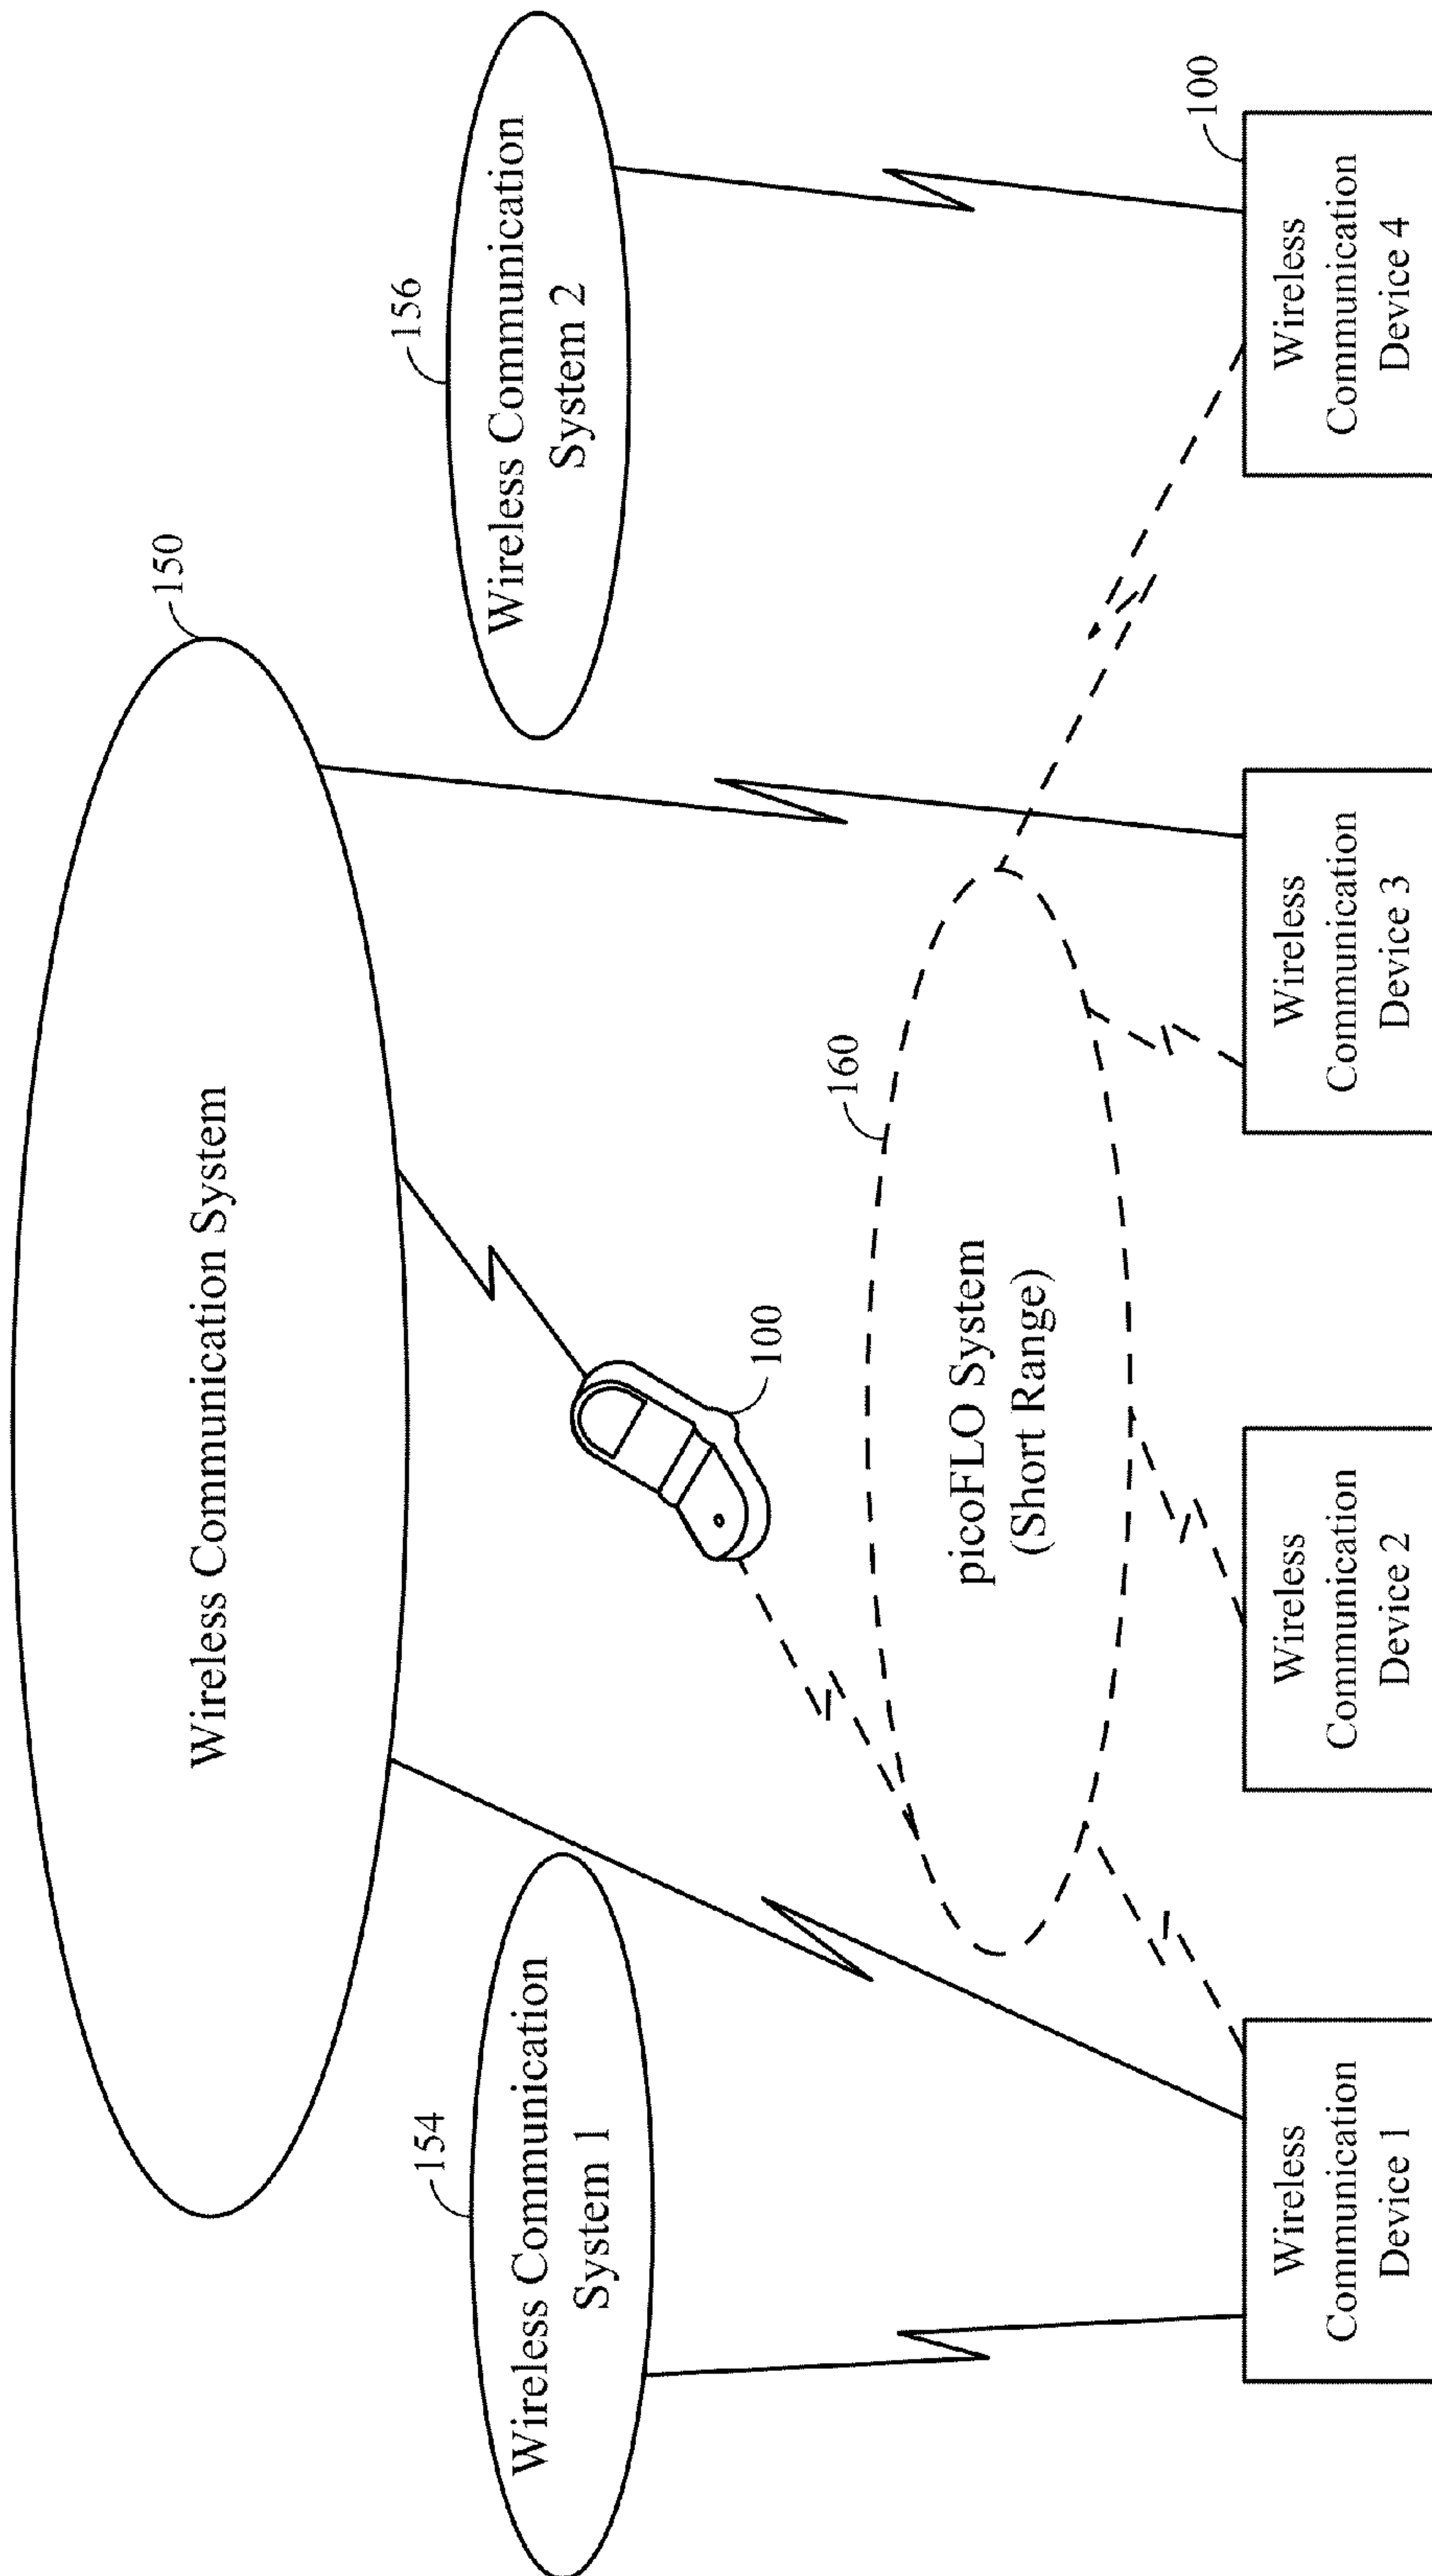 150
Wireless Communication System
154
Wireless Communication
System 1
156
Wireless Communication
System 2
100
160
picoFLO System
(Short Range)
Wireless
Communication
Device 1
Wireless
Communication
Device 2
Wireless
Communication
Device 3
100
Wireless
Communication
Device 4